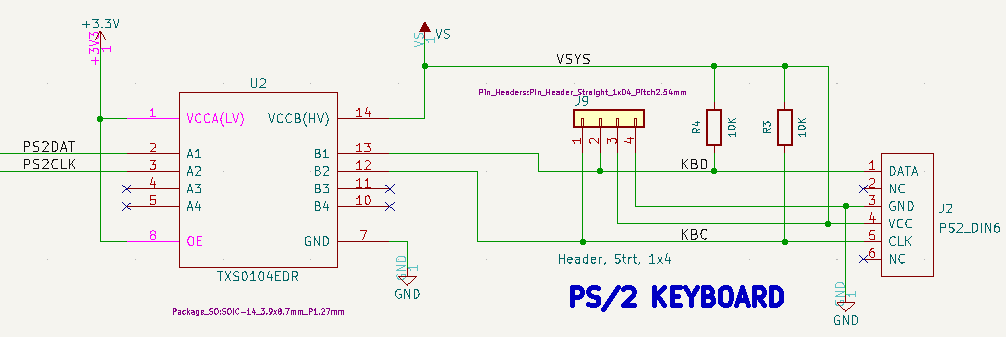 +3.3V
+3V3
1
VS
VS
1
VSYS
U2
Pin_Headers:Pin_Header_Straight_1x04_Pitch2.54mm
J9
1
2
3
4
R4
10K
R3
10K
1
VCCA(LV)
VCCB(HV)
14
PS2DAT
2
A1
B1
13
PS2CLK
3
A2
B2
12
4
A3
B3
11
5
A4
B4
10
8
OE
GND
7
KBD
KBC
1
DATA
2
NC
3
GND
4
VCC
5
CLK
6
NC
J2
PS2_DIN6
TXS0104EDR
GND
1
GND
Header, Strt, 1x4
PS/2 KEYBOARD
GND
1
GND
Package_SO:SOIC-14_3.9x8.7mm_P1.27mm